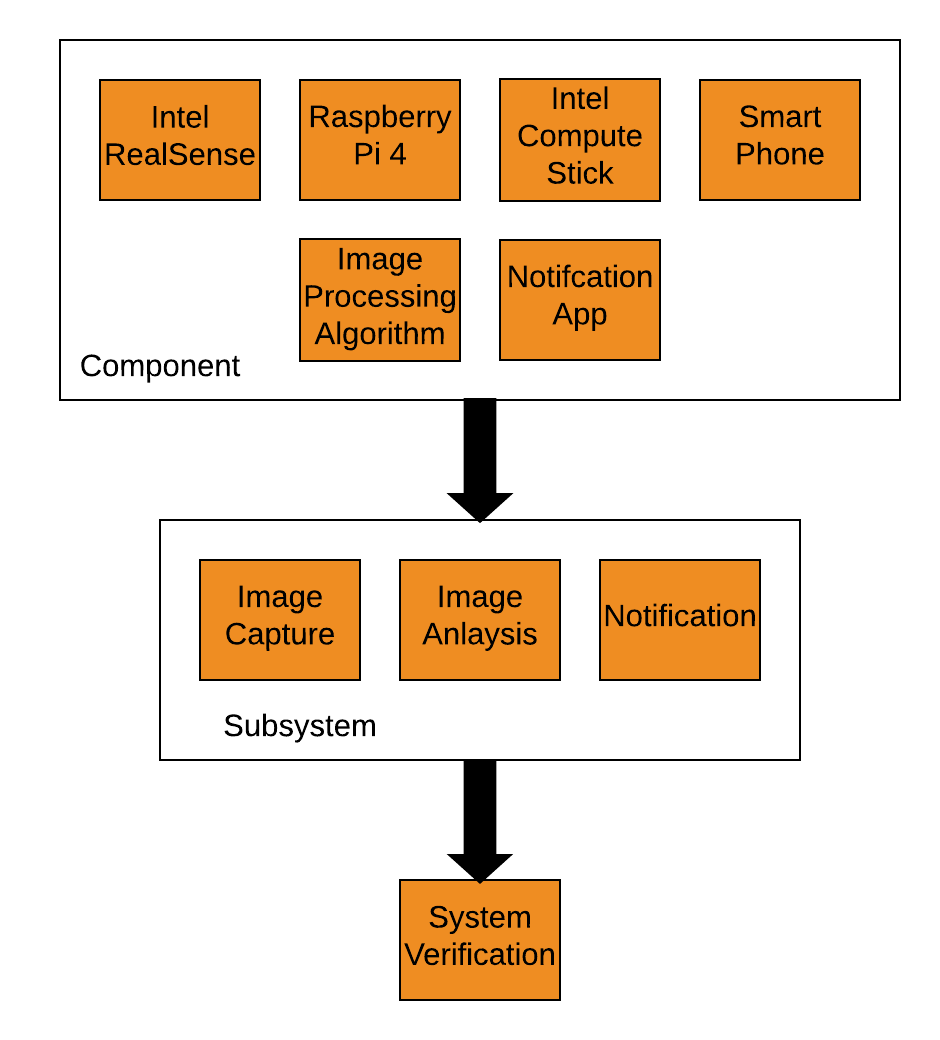 Intel
RealSense
Raspberry
Pi 4
Intel
Compute
Stick
Smart
Phone
Image
Processing
Algorithm
Notifcation
App
Component
Image
Capture
Image
Anlaysis
Notification
Subsystem
System
Verification